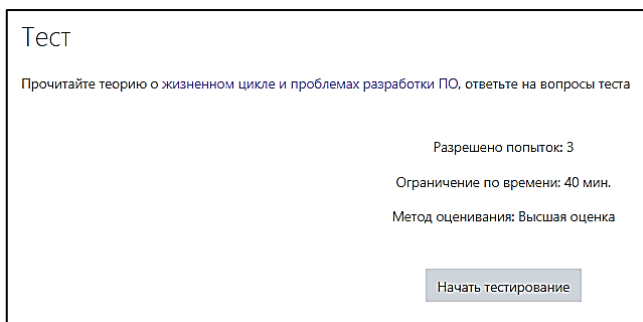 Тест
Прочитайте теорию о жизненном цикле и проблемах разработки ПО, ответьте на вопросы теста
Разрешено попыток: 3
Ограничение по времени: 40 мин.
Метод оценивания: Высшая оценка
Начать тестирование